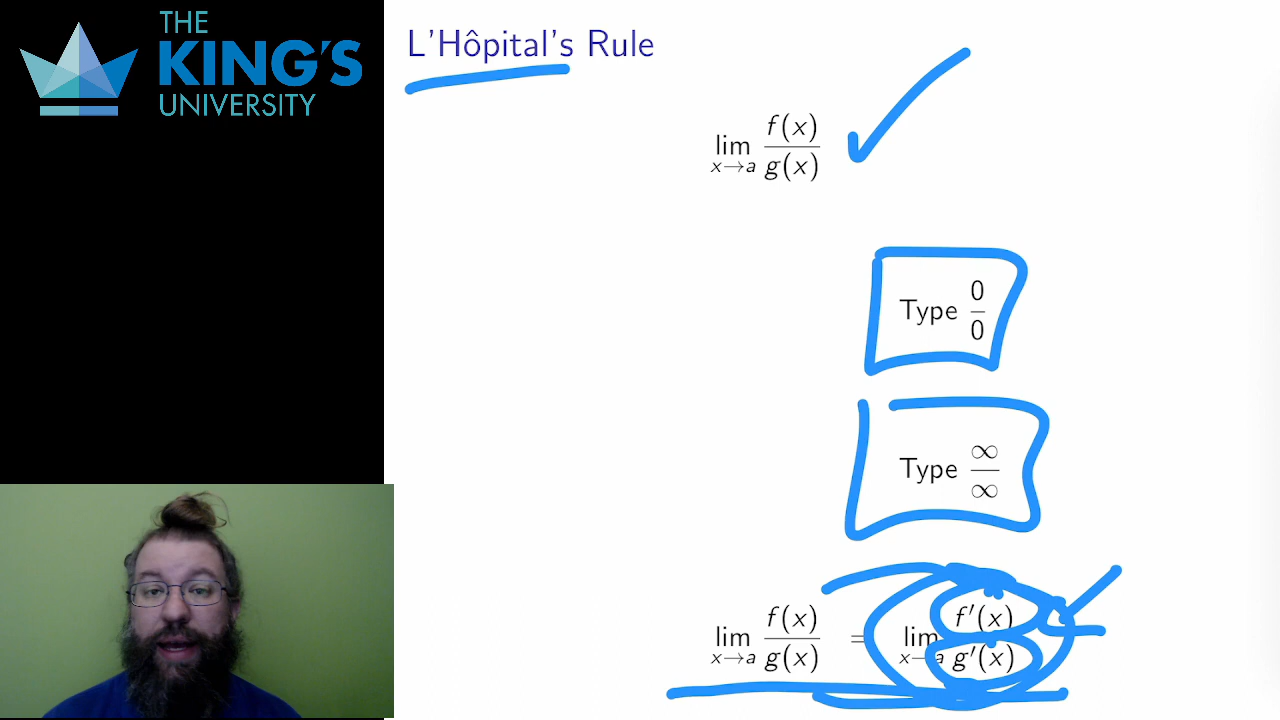 THE
KING'S
UNIVERSITY
L'Hôpital's Rule
lim x→a f(x)/g(x)
Type 0/0
Type ∞/∞
lim x→a f(x)/g(x) = lim x→a f′(x)/g′(x)